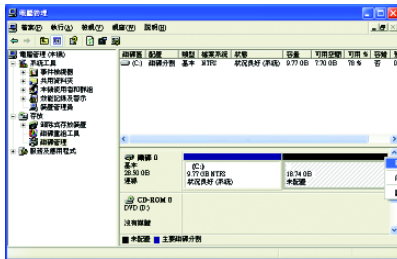 電腦管理
檔案(F) 執行(A) 檢視(V) 視窗(W) 說明(H)
電腦管理 (本機)
系統工具
事件檢視器
共用資料夾
本機使用者和群組
效能記錄及警示
裝置管理員
存放
卸除式存放裝置
磁碟重組工具
磁碟管理
服務及應用程式
磁碟區 配置 類型 檔案系統 狀態 容量 可用空間 可用 %
(C:) 磁碟分割 基本 NTFS 狀況良好 (系統) 9.77 GB 7.70 GB 78 % 否
磁碟 0
基本
28.50 GB
連線
(C:)
9.77 GB NTFS
狀況良好 (系統)
18.74 GB
未配置
CD-ROM 0
DVD (D:)
沒有媒體
未配置 主要磁碟分割